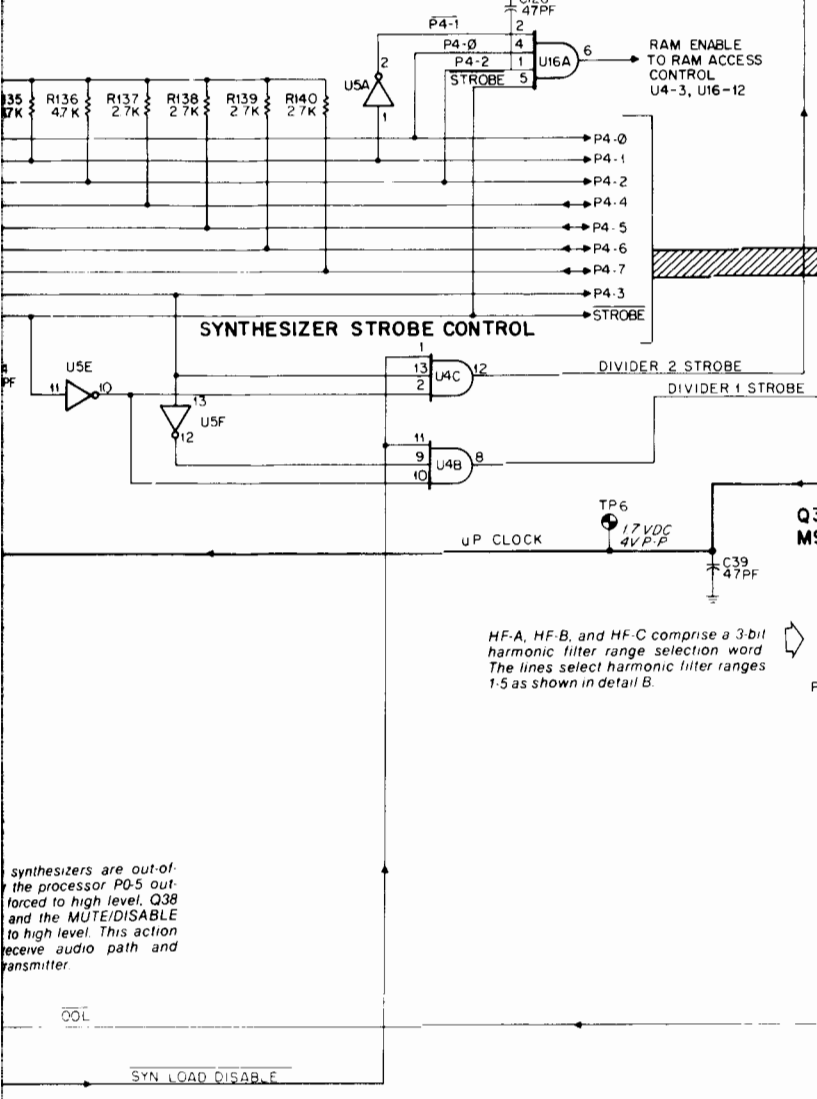 47PF
P4-1
2
P4-0
4
6
P4-2
1
U16A
STROBE
5
RAM ENABLE
TO RAM ACCESS
CONTROL
U4-3, U16-12
2
U5A
1
R136
4.7K
R137
2.7K
R138
2.7K
R139
2.7K
R140
2.7K
P4-0
P4-1
P4-2
P4-4
P4-5
P4-6
P4-7
P4-3
STROBE
SYNTHESIZER STROBE CONTROL
U5E
11
10
13
U5F
12
1
13
2
U4C
12
DIVIDER 2 STROBE
DIVIDER 1 STROBE
11
9
10
U4B
8
TP6
1.7 VDC
4V P-P
uP CLOCK
C39
47PF
HF-A, HF-B, and HF-C comprise a 3-bit
harmonic filter range selection word
The lines select harmonic filter ranges
1-5 as shown in detail B.
synthesizers are out-of-
the processor P0-5 out-
forced to high level, Q38
and the MUTE/DISABLE
to high level. This action
receive audio path and
transmitter.
OOL
SYN LOAD DISABLE